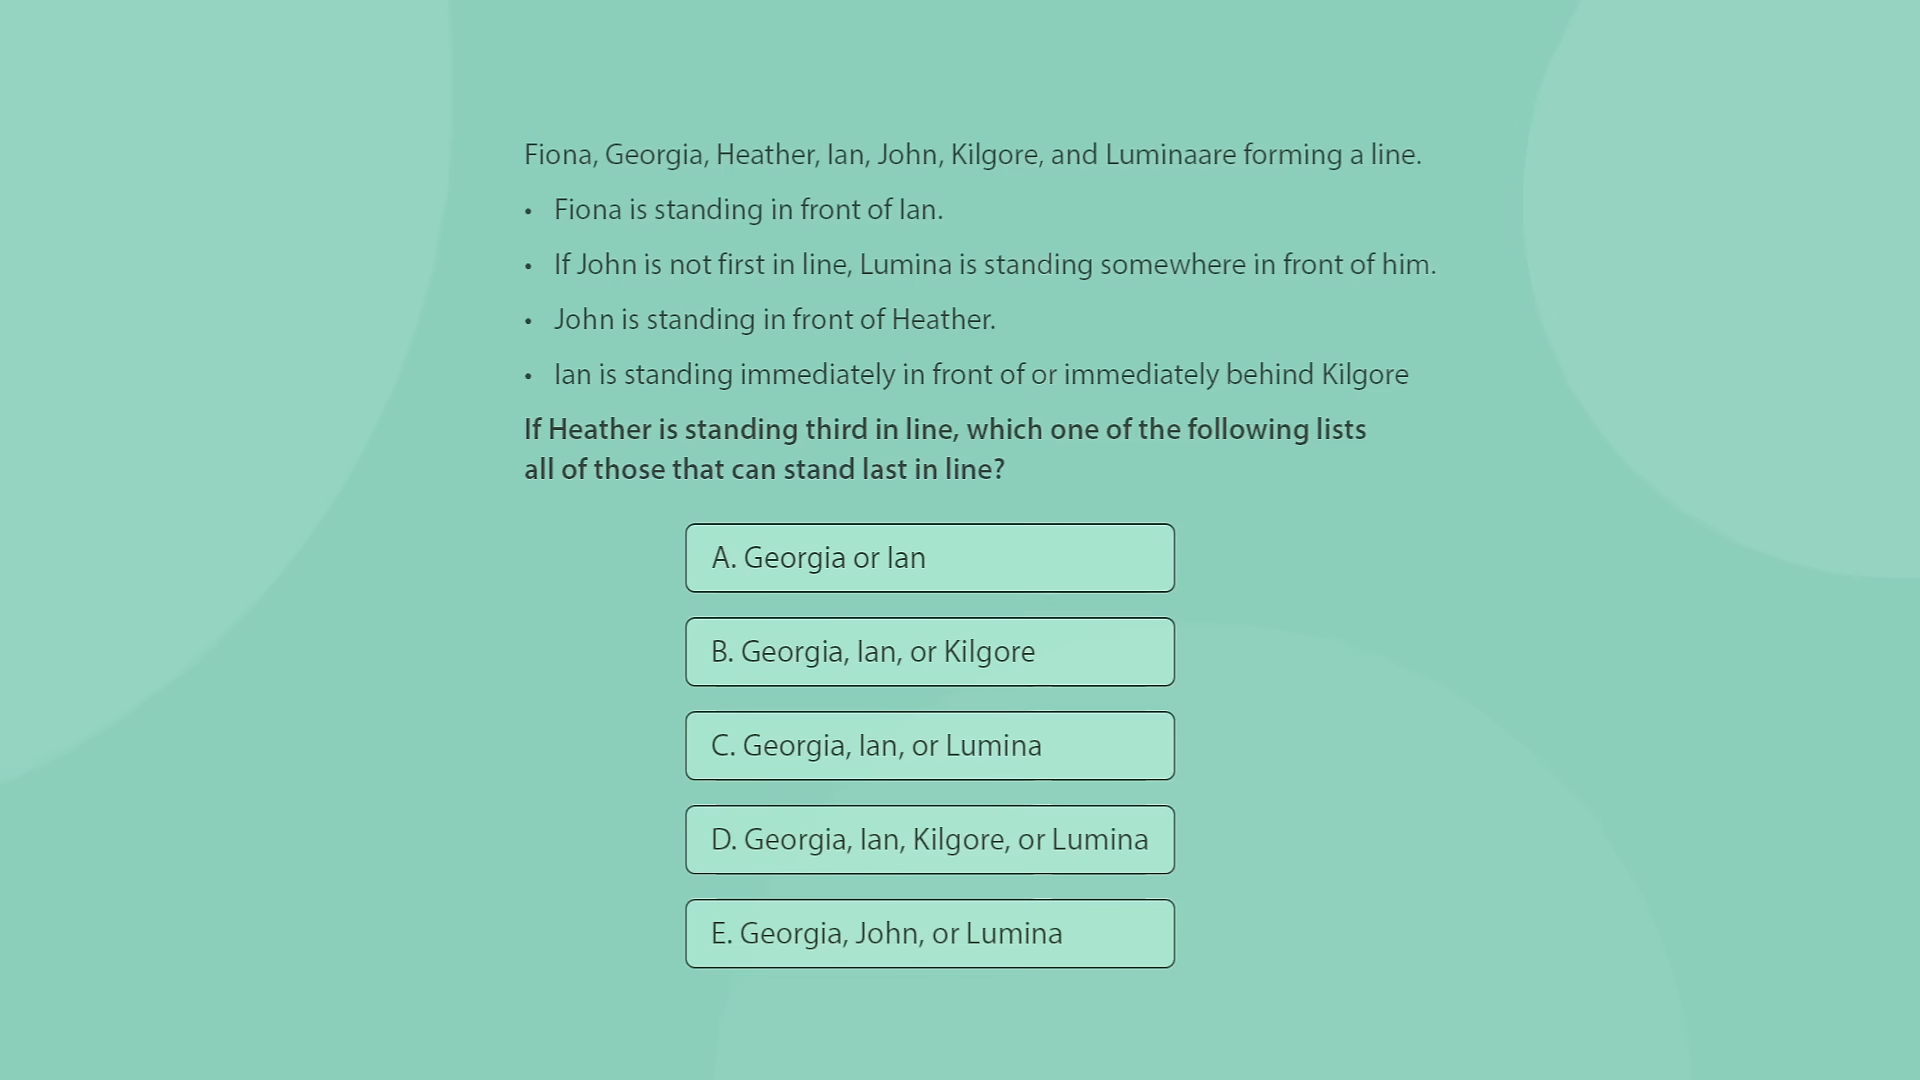 Fiona, Georgia, Heather, Ian, John, Kilgore, and Luminaare forming a line.
• Fiona is standing in front of Ian.
• If John is not first in line, Lumina is standing somewhere in front of him.
• John is standing in front of Heather.
• Ian is standing immediately in front of or immediately behind Kilgore
If Heather is standing third in line, which one of the following lists
all of those that can stand last in line?
A. Georgia or Ian
B. Georgia, Ian, or Kilgore
C. Georgia, Ian, or Lumina
D. Georgia, Ian, Kilgore, or Lumina
E. Georgia, John, or Lumina